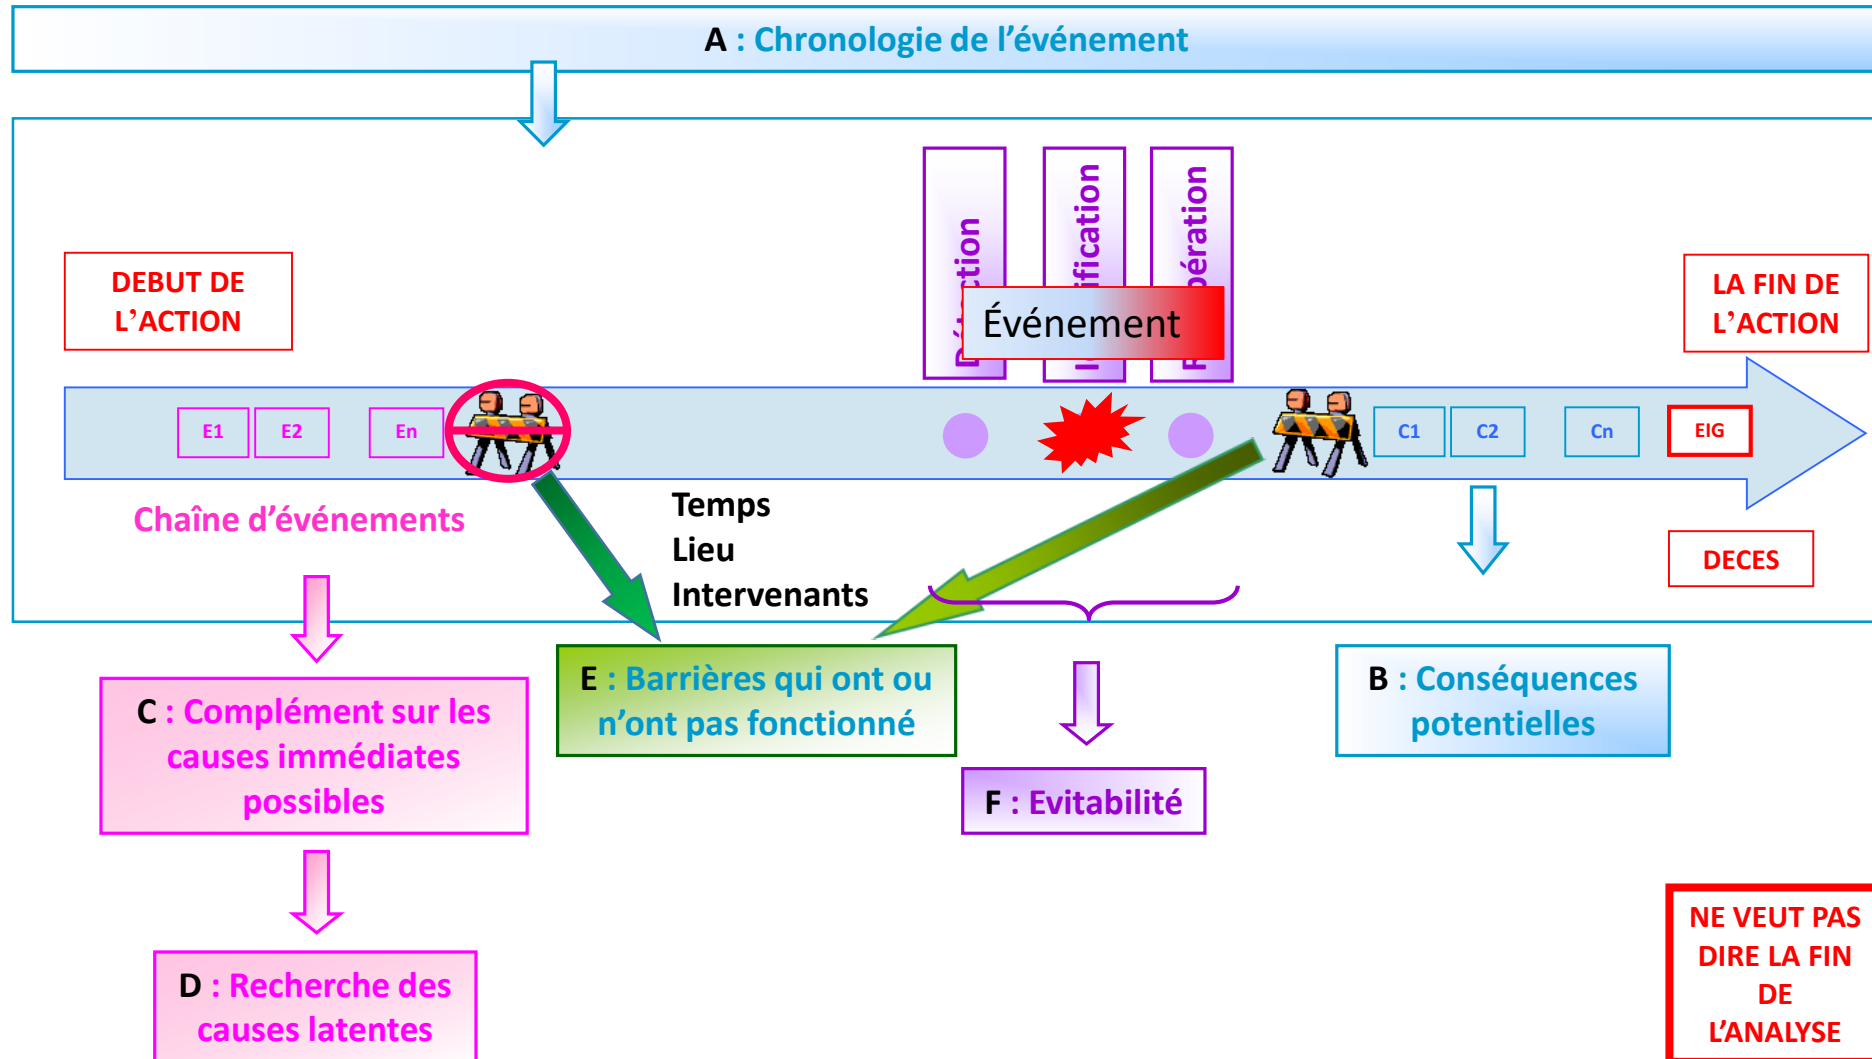 A : Chronologie de l'événement
DEBUT DE
L'ACTION
Événement
LA FIN DE
L'ACTION
E1
E2
En
C1
C2
Cn
EIG
Chaîne d'événements
Temps
Lieu
Intervenants
DECES
C : Complément sur les
causes immédiates
possibles
E : Barrières qui ont ou
n'ont pas fonctionné
B : Conséquences
potentielles
F : Evitabilité
D : Recherche des
causes latentes
NE VEUT PAS
DIRE LA FIN
DE
L'ANALYSE